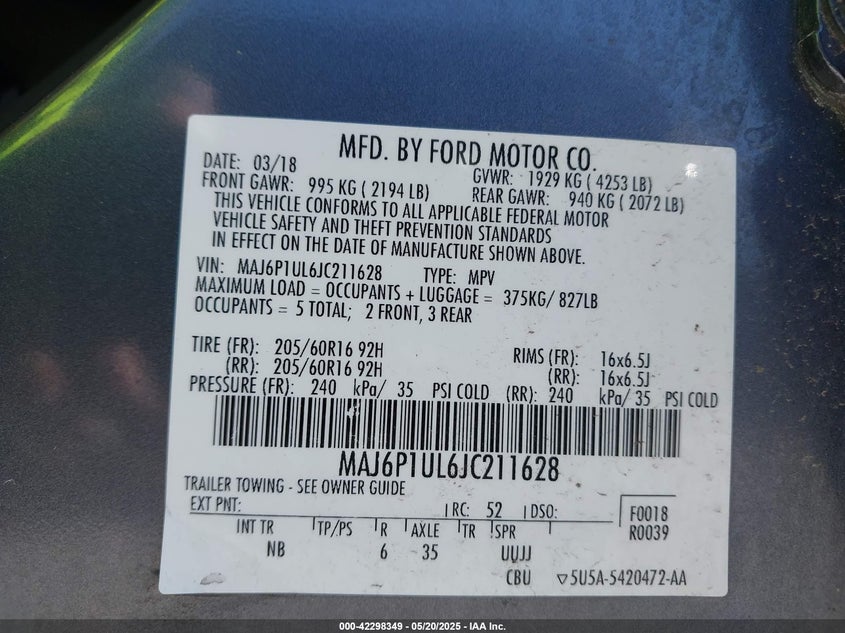 MFD. BY FORD MOTOR CO.
DATE: 03/18 GVWR: 1929 KG ( 4253 LB)
FRONT GAWR: 995 KG ( 2194 LB) REAR GAWR: 940 KG ( 2072 LB)
THIS VEHICLE CONFORMS TO ALL APPLICABLE FEDERAL MOTOR
VEHICLE SAFETY AND THEFT PREVENTION STANDARDS
IN EFFECT ON THE DATE OF MANUFACTURE SHOWN ABOVE.
VIN: MAJ6P1UL6JC211628 TYPE: MPV
MAXIMUM LOAD = OCCUPANTS + LUGGAGE = 375KG/ 827LB
OCCUPANTS = 5 TOTAL; 2 FRONT, 3 REAR
TIRE (FR): 205/60R16 92H RIMS (FR): 16x6.5J
(RR): 205/60R16 92H (RR): 16x6.5J
PRESSURE (FR): 240 kPa/ 35 PSI COLD (RR): 240 kPa/ 35 PSI COLD
MAJ6P1UL6JC211628
TRAILER TOWING - SEE OWNER GUIDE
EXT PNT: RC: 52 DSO: F0018
R0039
INT TR TP/PS R AXLE TR SPR
NB 6 35 UUJJ
CBU 5U5A-5420472-AA
000-42298349 — 05/20/2025 — IAA Inc.